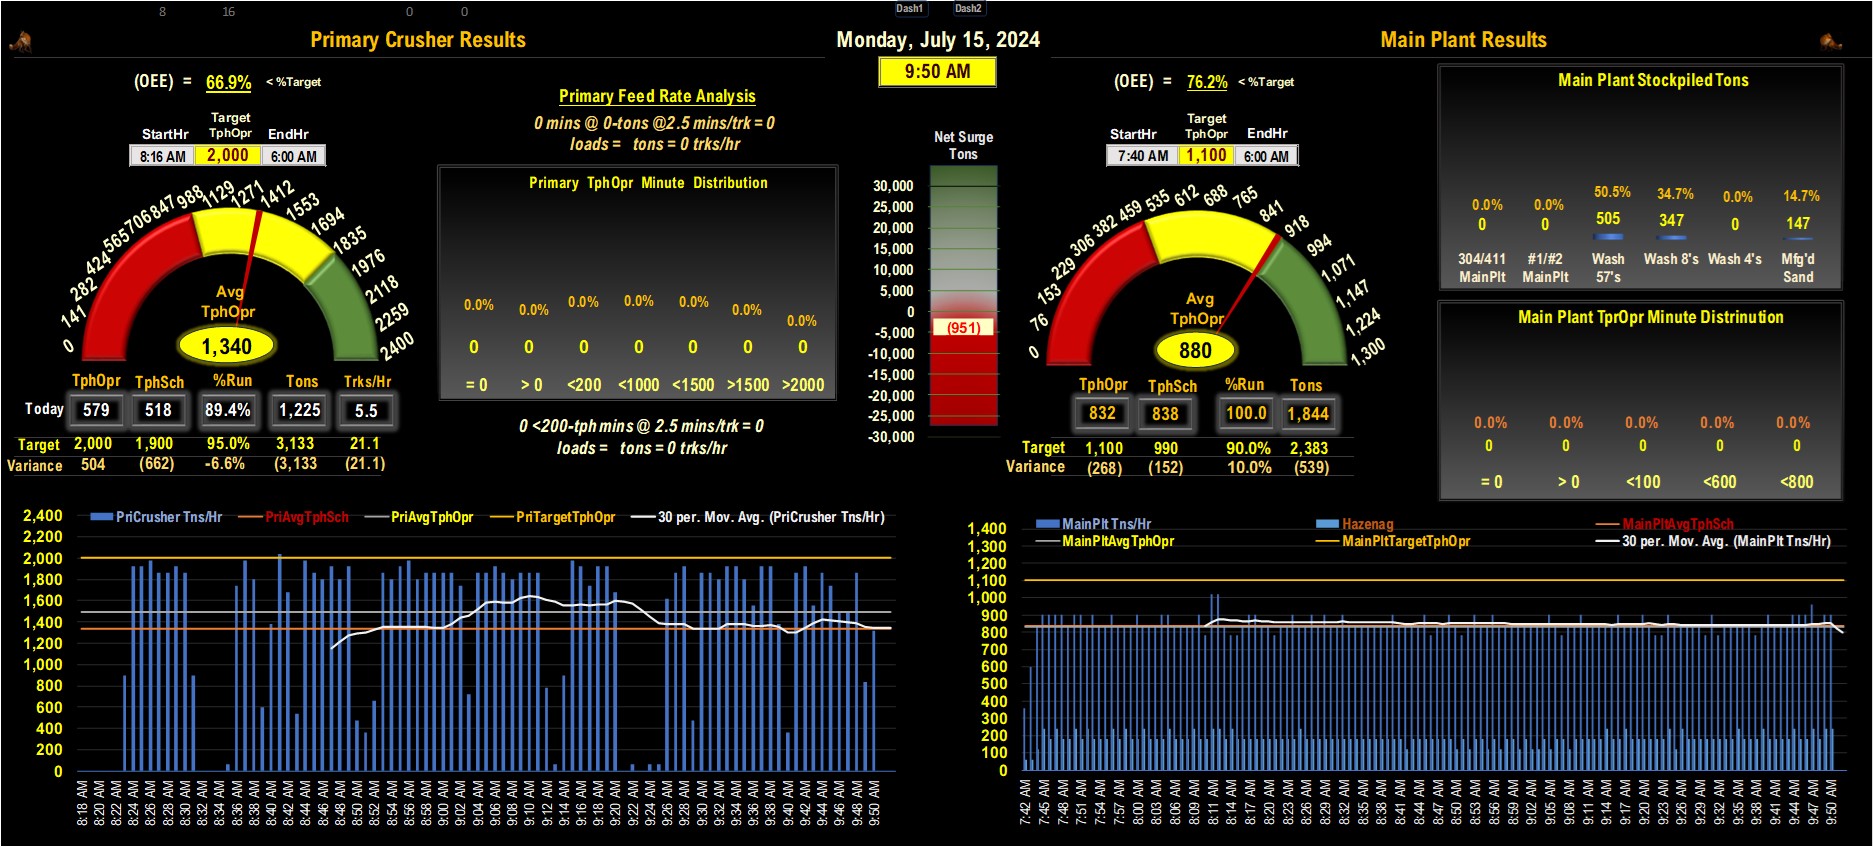 8 16 0 0 Dash1 Dash2
Primary Crusher Results
Monday, July 15, 2024
Main Plant Results
9:50 AM
(OEE) = 66.9% < %Target
Target
StartHr TphOpr EndHr
8:16 AM 2,000 6:00 AM
0 141 282 424 565 706 847 988 1129 1271 1412 1553 1694 1835 1976 2118 2259 2400
Avg
TphOpr
1,340
TphOpr TphSch %Run Tons Trks/Hr
Today 579 518 89.4% 1,225 5.5
Target 2,000 1,900 95.0% 3,133 21.1
Variance 504 (662) -6.6% (3,133 (21.1)
Primary Feed Rate Analysis
0 mins @ 0-tons @2.5 mins/trk = 0
loads = tons = 0 trks/hr
Primary TphOpr Minute Distribution
0.0% 0.0% 0.0% 0.0% 0.0% 0.0% 0.0%
0 0 0 0 0 0 0
= 0 > 0 <200 <1000 <1500 >1500 >2000
0 <200-tph mins @ 2.5 mins/trk = 0
loads = tons = 0 trks/hr
Net Surge
Tons
30,000
25,000
20,000
15,000
10,000
5,000
0
(951)
-5,000
-10,000
-15,000
-20,000
-25,000
-30,000
(OEE) = 76.2% < %Target
Target
StartHr TphOpr EndHr
7:40 AM 1,100 6:00 AM
0 76 153 229 306 382 459 535 612 688 765 841 918 994 1,071 1,147 1,224 1,300
Avg
TphOpr
880
TphOpr TphSch %Run Tons
832 838 100.0 1,844
Target 1,100 990 90.0% 2,383
Variance (268) (152) 10.0% (539)
Main Plant Stockpiled Tons
0.0% 0.0% 50.5% 34.7% 0.0% 14.7%
0 0 505 347 0 147
304/411 #1/#2 Wash Wash 8's Wash 4's Mfg'd
MainPlt MainPlt 57's Sand
Main Plant TprOpr Minute Distrinution
0.0% 0.0% 0.0% 0.0% 0.0%
0 0 0 0 0
= 0 > 0 <100 <600 <800
PriCrusher Tns/Hr PriAvgTphSch PriAvgTphOpr PriTargetTphOpr 30 per. Mov. Avg. (PriCrusher Tns/Hr)
2,400
2,200
2,000
1,800
1,600
1,400
1,200
1,000
800
600
400
200
0
8:18 AM 8:20 AM 8:22 AM 8:24 AM 8:26 AM 8:28 AM 8:30 AM 8:32 AM 8:34 AM 8:36 AM 8:38 AM 8:40 AM 8:42 AM 8:44 AM 8:46 AM 8:48 AM 8:50 AM 8:52 AM 8:54 AM 8:56 AM 8:58 AM 9:00 AM 9:02 AM 9:04 AM 9:06 AM 9:08 AM 9:10 AM 9:12 AM 9:14 AM 9:16 AM 9:18 AM 9:20 AM 9:22 AM 9:24 AM 9:26 AM 9:28 AM 9:30 AM 9:32 AM 9:34 AM 9:36 AM 9:38 AM 9:40 AM 9:42 AM 9:44 AM 9:46 AM 9:48 AM 9:50 AM
MainPlt Tns/Hr Hazenag MainPltAvgTphSch
MainPltAvgTphOpr MainPltTargetTphOpr 30 per. Mov. Avg. (MainPlt Tns/Hr)
1,400
1,300
1,200
1,100
1,000
900
800
700
600
500
400
300
200
100
0
7:42 AM 7:45 AM 7:48 AM 7:51 AM 7:54 AM 7:57 AM 8:00 AM 8:03 AM 8:06 AM 8:09 AM 8:11 AM 8:14 AM 8:17 AM 8:20 AM 8:23 AM 8:26 AM 8:29 AM 8:32 AM 8:35 AM 8:38 AM 8:41 AM 8:44 AM 8:47 AM 8:50 AM 8:53 AM 8:56 AM 8:59 AM 9:02 AM 9:05 AM 9:08 AM 9:11 AM 9:14 AM 9:17 AM 9:20 AM 9:23 AM 9:26 AM 9:29 AM 9:32 AM 9:35 AM 9:38 AM 9:41 AM 9:44 AM 9:47 AM 9:50 AM